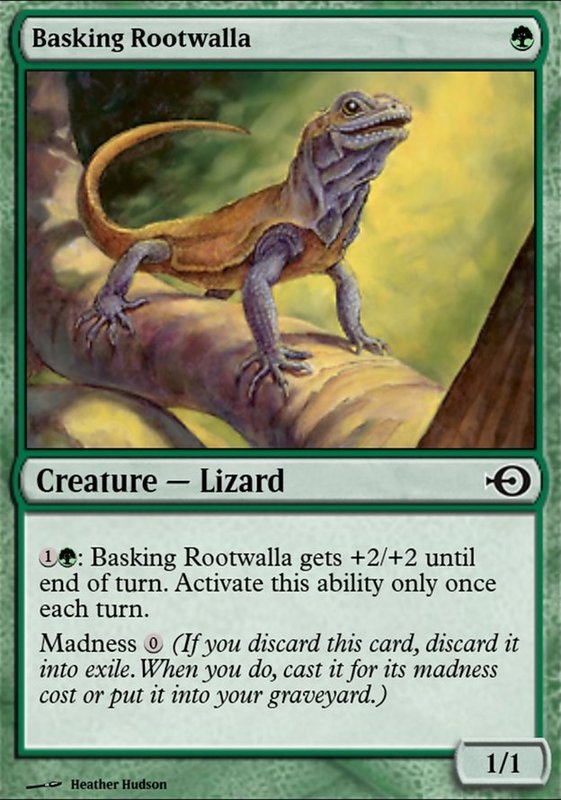 Basking Rootwalla
Creature — Lizard
1: Basking Rootwalla gets +2/+2 until
end of turn. Activate this ability only once
each turn.
Madness 0 (If you discard this card, discard it
into exile. When you do, cast it for its madness
cost or put it into your graveyard.)
1/1
Heather Hudson